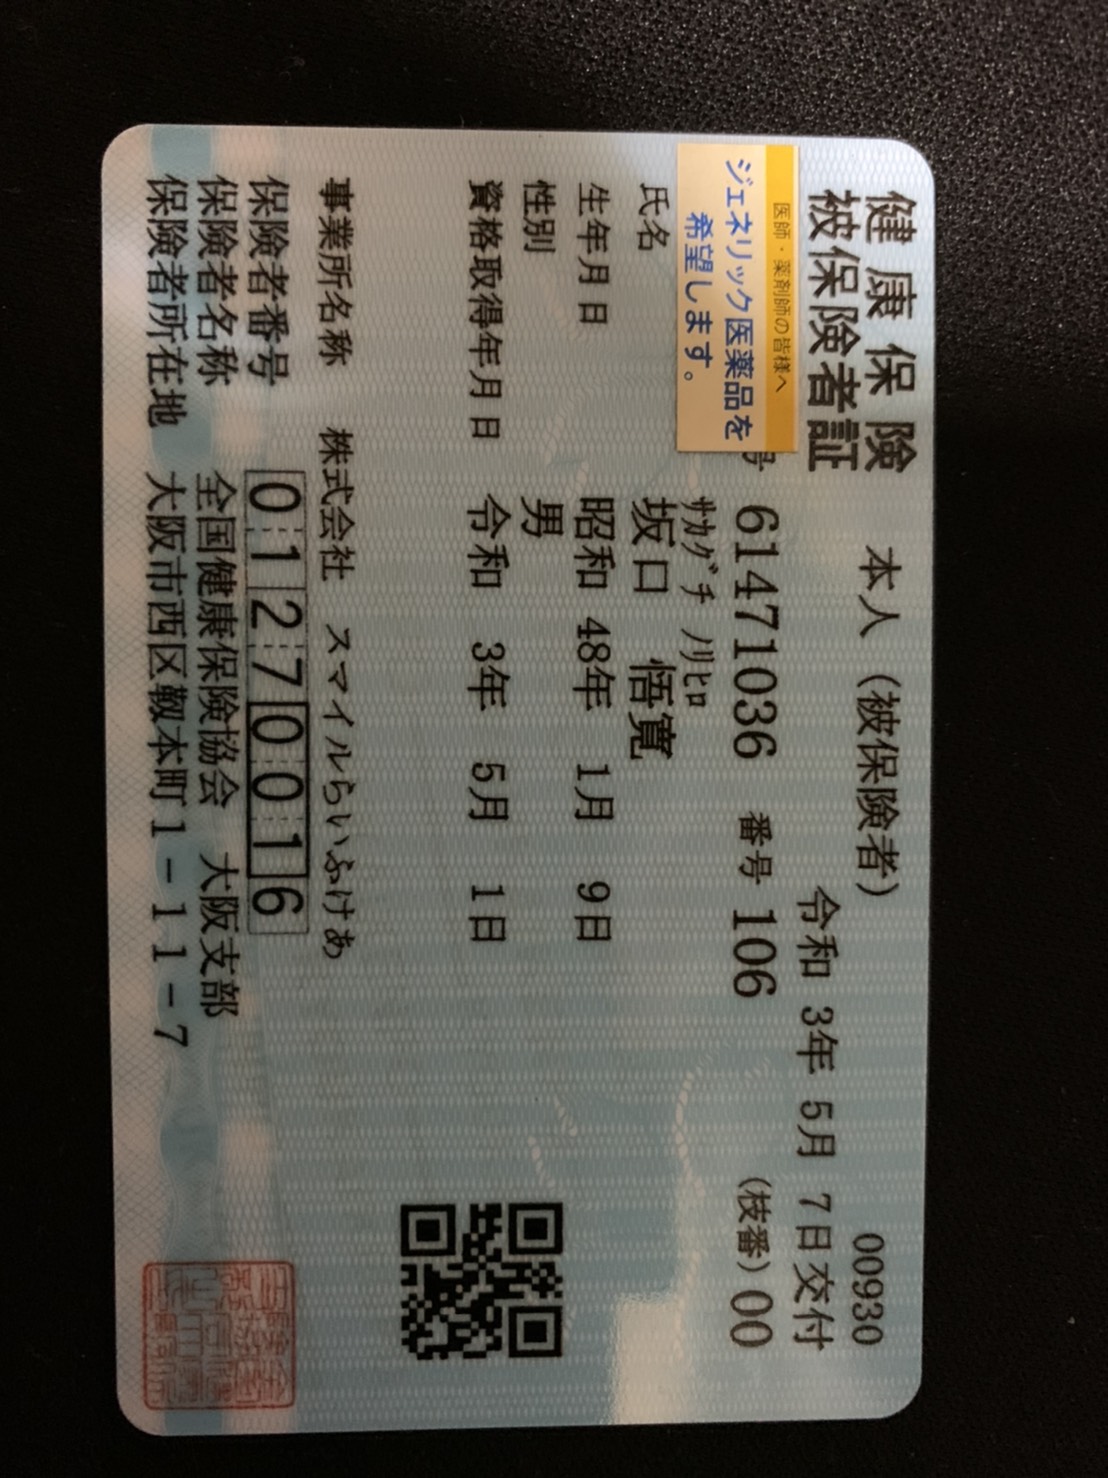 健康保険
被保険者証
本人（被保険者）
00930
令和 3年 5月 7日交付
医師・薬剤師の皆様へ
ジェネリック医薬品を
希望します。
号 61471036 番号 106 (枝番) 00
ｻｶｸﾞﾁ ﾉﾘﾋﾛ
氏名 坂口 悟寛
生年月日 昭和 48年 1月 9日
性別 男
資格取得年月日 令和 3年 5月 1日
事業所名称 株式会社 スマイルらいふけあ
保険者番号 01270016
保険者名称 全国健康保険協会 大阪支部
保険者所在地 大阪市西区靱本町1-11-7